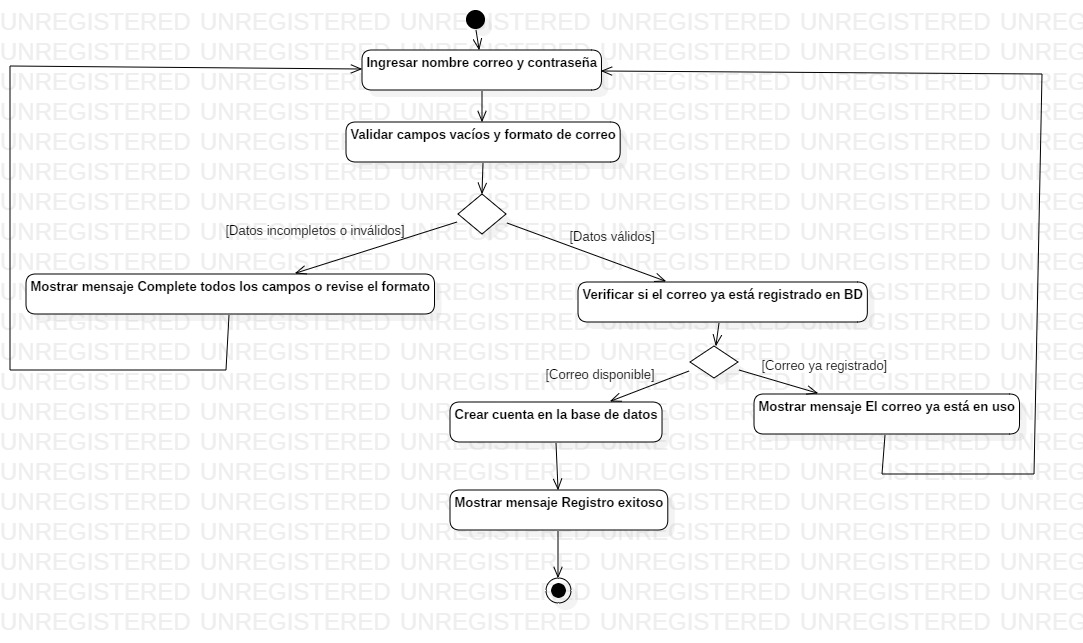 Ingresar nombre correo y contraseña
Validar campos vacíos y formato de correo
[Datos incompletos o inválidos]
[Datos válidos]
Mostrar mensaje Complete todos los campos o revise el formato
Verificar si el correo ya está registrado en BD
[Correo disponible]
[Correo ya registrado]
Crear cuenta en la base de datos
Mostrar mensaje El correo ya está en uso
Mostrar mensaje Registro exitoso
UNREGISTERED